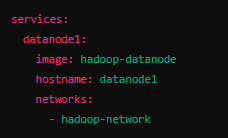 services:
  datanode1:
    image: hadoop-datanode
    hostname: datanode1
    networks:
      - hadoop-network